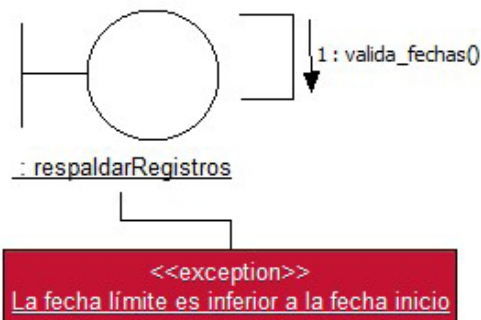 1 : valida_fechas()
: respaldarRegistros
<<exception>>
La fecha límite es inferior a la fecha inicio